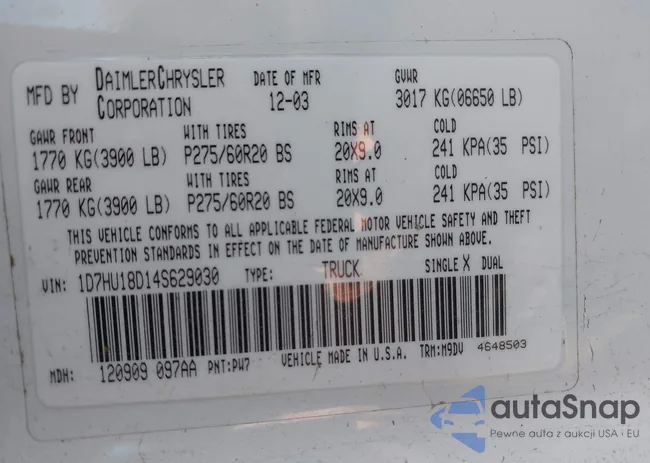 MFD BY DAIMLERCHRYSLER CORPORATION DATE OF MFR 12-03 GVWR 3017 KG(06650 LB)
GAWR FRONT WITH TIRES RIMS AT COLD
1770 KG(3900 LB) P275/60R20 BS 20X9.0 241 KPA(35 PSI)
GAWR REAR WITH TIRES RIMS AT COLD
1770 KG(3900 LB) P275/60R20 BS 20X9.0 241 KPA(35 PSI)
THIS VEHICLE CONFORMS TO ALL APPLICABLE FEDERAL MOTOR VEHICLE SAFETY AND THEFT
PREVENTION STANDARDS IN EFFECT ON THE DATE OF MANUFACTURE SHOWN ABOVE.
VIN: 1D7HU18D14S629030 TYPE: TRUCK SINGLE X DUAL
MDH: 120909 097AA PNT:PW7 VEHICLE MADE IN U.S.A. TRM:M9DV 4648503
autaSnap
Pewne auta z aukcji USA i EU